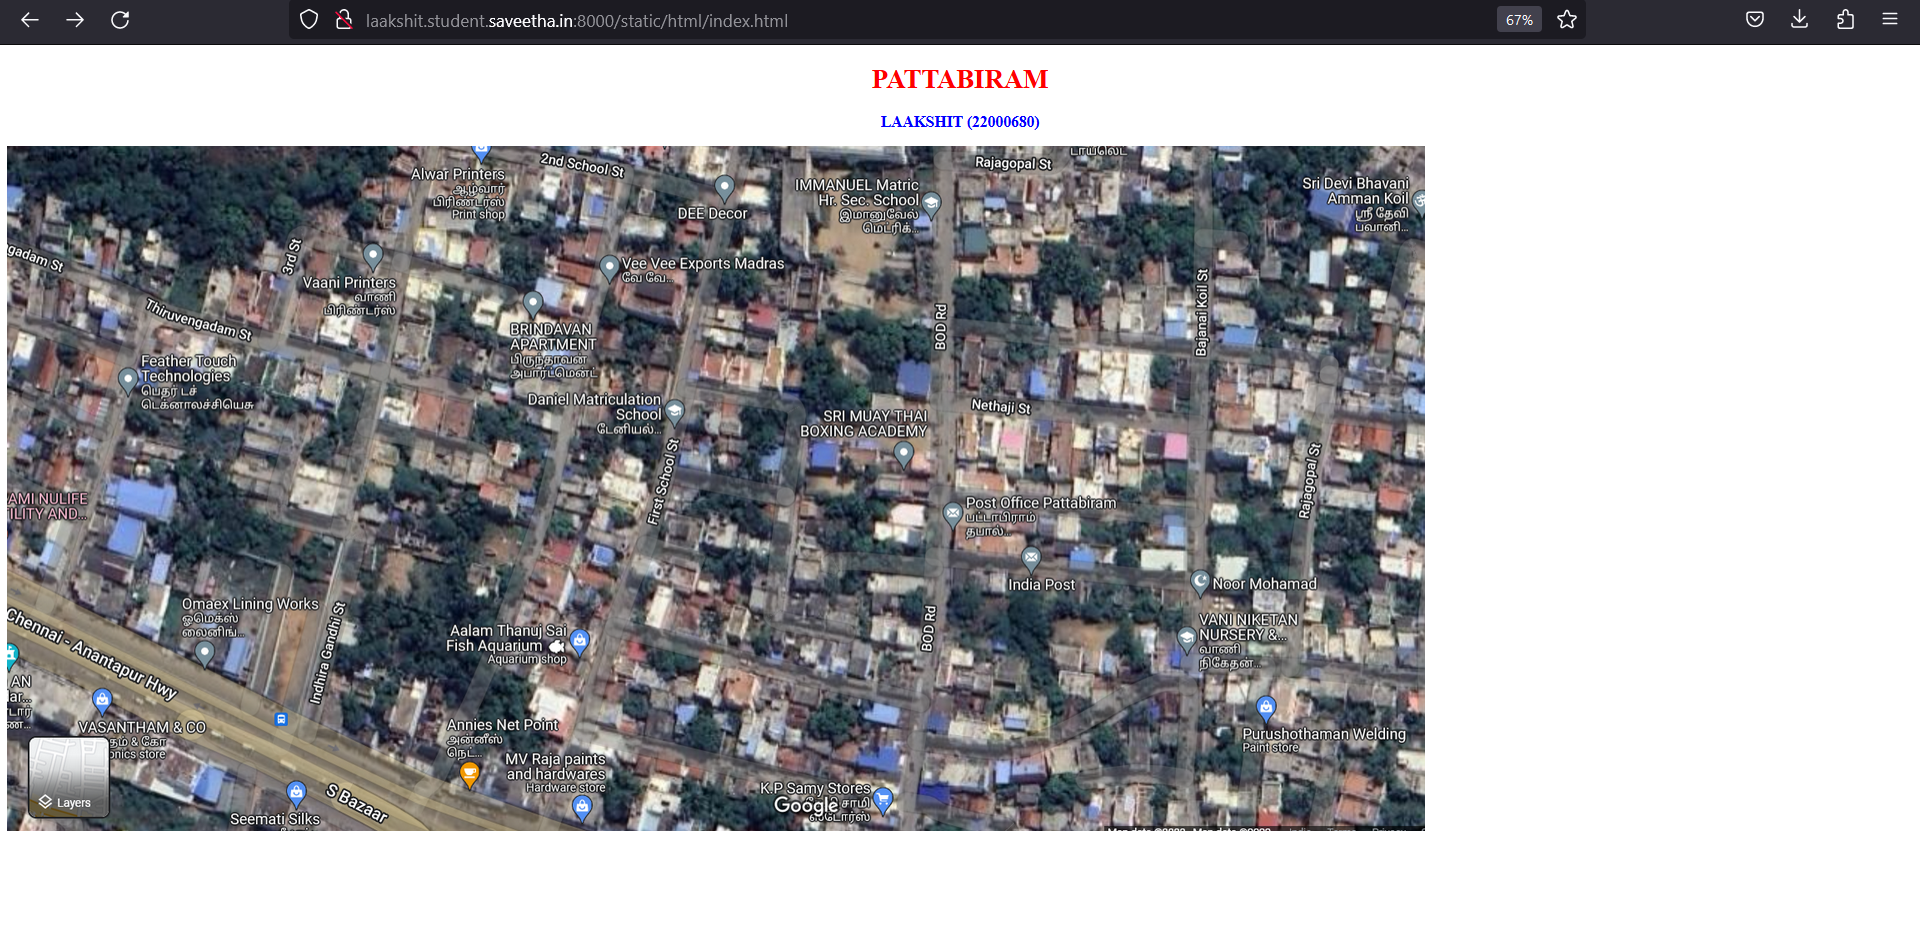 laakshit.student.saveetha.in:8000/static/html/index.html
67%
PATTABIRAM
LAAKSHIT (22000680)
2nd School St
Rajagopal St
டாய்லெட்
Alwar Printers
ஆழ்வார்
பிரிண்டர்ஸ்
Print shop
DEE Decor
IMMANUEL Matric
Hr. Sec. School
இமானுவேல்
மெட்ரிக்...
Sri Devi Bhavani
Amman Koil
ஸ்ரீ தேவி
பவானி...
gadam St
3rd St
Vaani Printers
வாணி
பிரிண்டர்ஸ்
Vee Vee Exports Madras
வே வே...
Thiruvengadam St
BRINDAVAN
APARTMENT
பிருந்தாவன்
அபார்ட்மென்ட்
BOD Rd
Bajanai Koil St
Feather Touch
Technologies
பெதர் டச்
டெக்னாலச்சியெசு
Daniel Matriculation
School
டேனியல்...
Nethaji St
SRI MUAY THAI
BOXING ACADEMY
First School St
Rajagopal St
AMI NULIFE
ILITY AND...
Post Office Pattabiram
பட்டாபிராம்
தபால்...
India Post
Noor Mohamad
Omaex Lining Works
ஓமெக்ஸ்
லைனிங்...
Indhira Gandhi St
Chennai - Anantapur Hwy
Aalam Thanuj Sai
Fish Aquarium
Aquarium shop
BOD Rd
VANI NIKETAN
NURSERY &...
வாணி
நிகேதன்...
AN
lar...
டார்
VASANTHAM & CO
தம் & கோ
onics store
Annies Net Point
அன்னீஸ்
நெட்...
Purushothaman Welding
Paint store
MV Raja paints
and hardwares
Hardware store
Layers
S Bazaar
Seemati Silks
K.P Samy Stores
கே பி சாமி
ஸ்டோர்ஸ்
Google